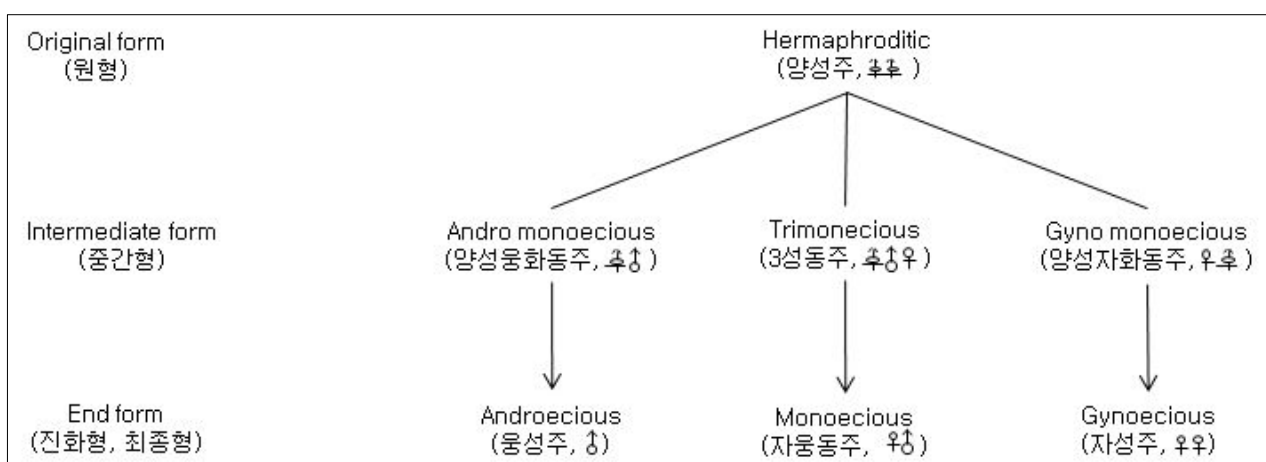 Original form
(원형)
Hermaphroditic
(양성주, ⚥⚥ )
Intermediate form
(중간형)
Andro monoecious
(양성웅화동주, ⚥♂ )
Trimonecious
(3성동주, ⚥♂♀ )
Gyno monoecious
(양성자화동주, ♀⚥ )
End form
(진화형, 최종형)
Androecious
(웅성주, ♂ )
Monoecious
(자웅동주, ♀♂ )
Gynoecious
(자성주, ♀♀ )